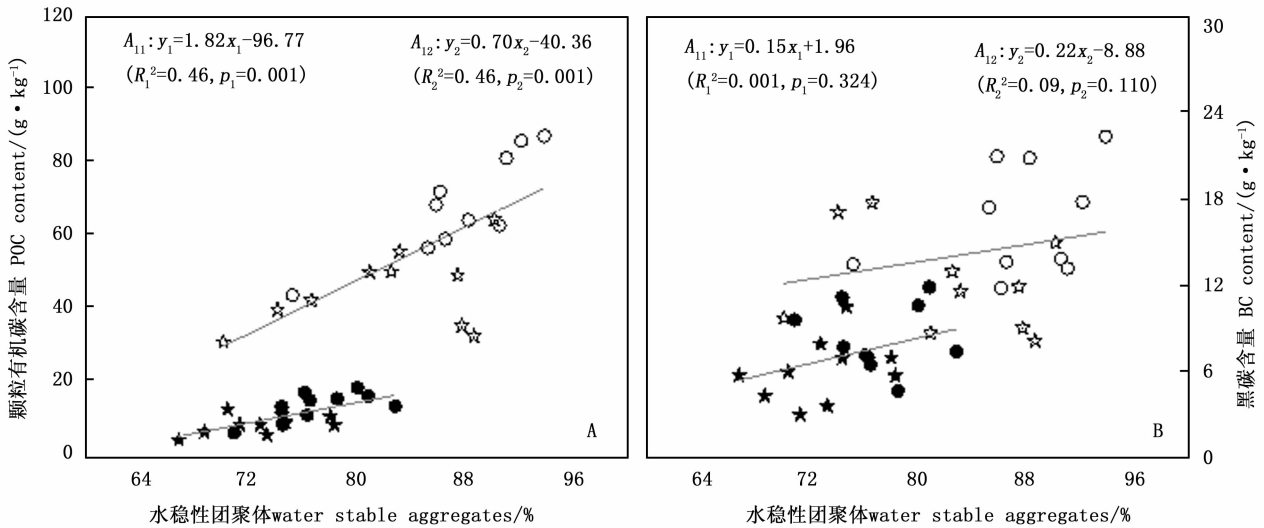 颗粒有机碳含量 POC content/(g·kg⁻¹)
120
100
80
60
40
20
0
A₁₁:y₁=1.82x₁−96.77
(R₁²=0.46,p₁=0.001)
A₁₂:y₂=0.70x₂−40.36
(R₂²=0.46,p₂=0.001)
A
64 72 80 88 96
水稳性团聚体water stable aggregates/%
A₁₁:y₁=0.15x₁+1.96
(R₁²=0.001,p₁=0.324)
A₁₂:y₂=0.22x₂−8.88
(R₂²=0.09,p₂=0.110)
B
64 72 80 88 96
水稳性团聚体water stable aggregates/%
30
24
18
12
6
0
黑碳含量 BC content/(g·kg⁻¹)